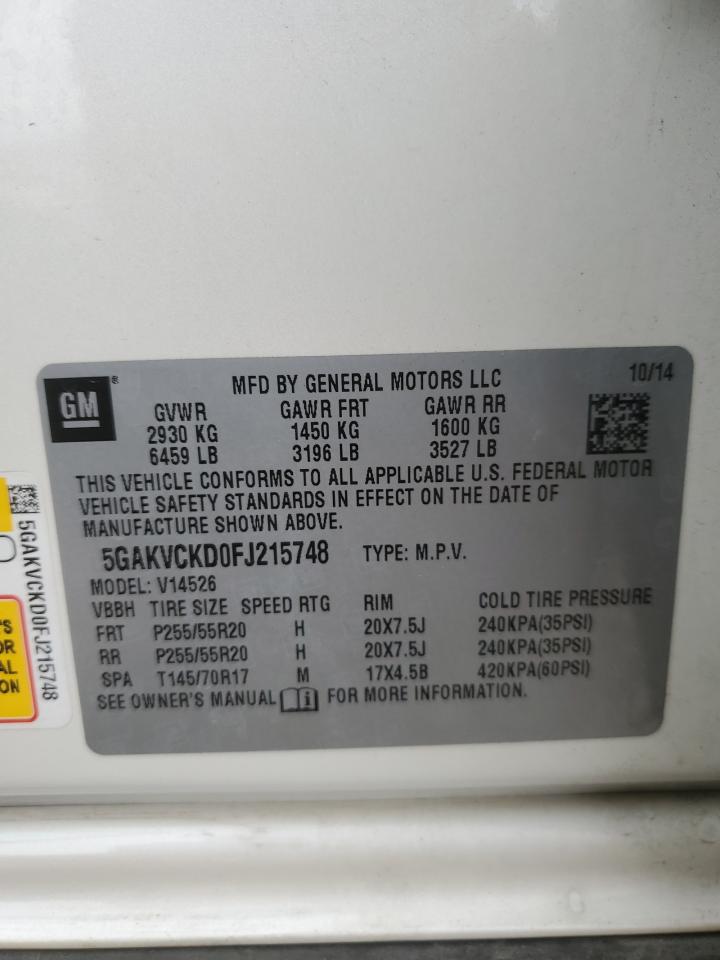 GM®
MFD BY GENERAL MOTORS LLC 10/14
GVWR GAWR FRT GAWR RR
2930 KG 1450 KG 1600 KG
6459 LB 3196 LB 3527 LB
THIS VEHICLE CONFORMS TO ALL APPLICABLE U.S. FEDERAL MOTOR
VEHICLE SAFETY STANDARDS IN EFFECT ON THE DATE OF
MANUFACTURE SHOWN ABOVE.
5GAKVCKD0FJ215748 TYPE: M.P.V.
MODEL: V14526
VBBH TIRE SIZE SPEED RTG RIM COLD TIRE PRESSURE
FRT P255/55R20 H 20X7.5J 240KPA(35PSI)
RR P255/55R20 H 20X7.5J 240KPA(35PSI)
SPA T145/70R17 M 17X4.5B 420KPA(60PSI)
SEE OWNER'S MANUAL FOR MORE INFORMATION.
5GAKVCKD0FJ215748